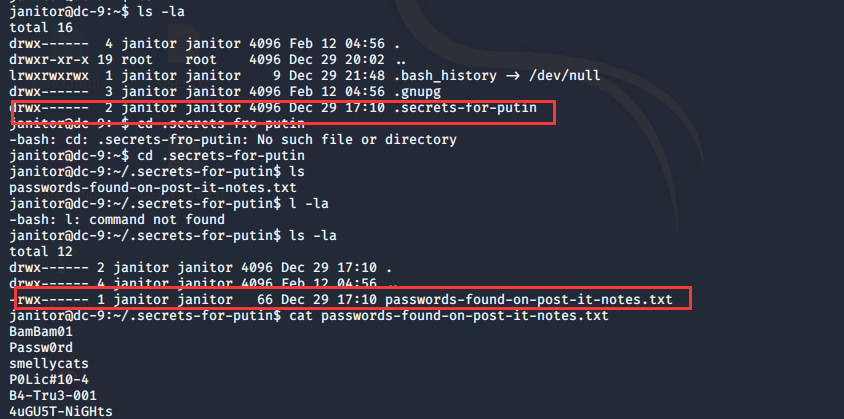 janitor@dc-9:~$ ls -la
total 16
drwx------  4 janitor janitor 4096 Feb 12 04:56 .
drwxr-xr-x 19 root    root    4096 Dec 29 20:02 ..
lrwxrwxrwx  1 janitor janitor    9 Dec 29 21:48 .bash_history -> /dev/null
drwx------  3 janitor janitor 4096 Feb 12 04:56 .gnupg
drwx------  2 janitor janitor 4096 Dec 29 17:10 .secrets-for-putin
janitor@dc-9:~$ cd .secrets-fro-putin
-bash: cd: .secrets-fro-putin: No such file or directory
janitor@dc-9:~$ cd .secrets-for-putin
janitor@dc-9:~/.secrets-for-putin$ ls
passwords-found-on-post-it-notes.txt
janitor@dc-9:~/.secrets-for-putin$ l -la
-bash: l: command not found
janitor@dc-9:~/.secrets-for-putin$ ls -la
total 12
drwx------ 2 janitor janitor 4096 Dec 29 17:10 .
drwx------ 4 janitor janitor 4096 Feb 12 04:56 ..
-rwx------ 1 janitor janitor   66 Dec 29 17:10 passwords-found-on-post-it-notes.txt
janitor@dc-9:~/.secrets-for-putin$ cat passwords-found-on-post-it-notes.txt
BamBam01
Passw0rd
smellycats
P0Lic#10-4
B4-Tru3-001
4uGU5T-NiGHts